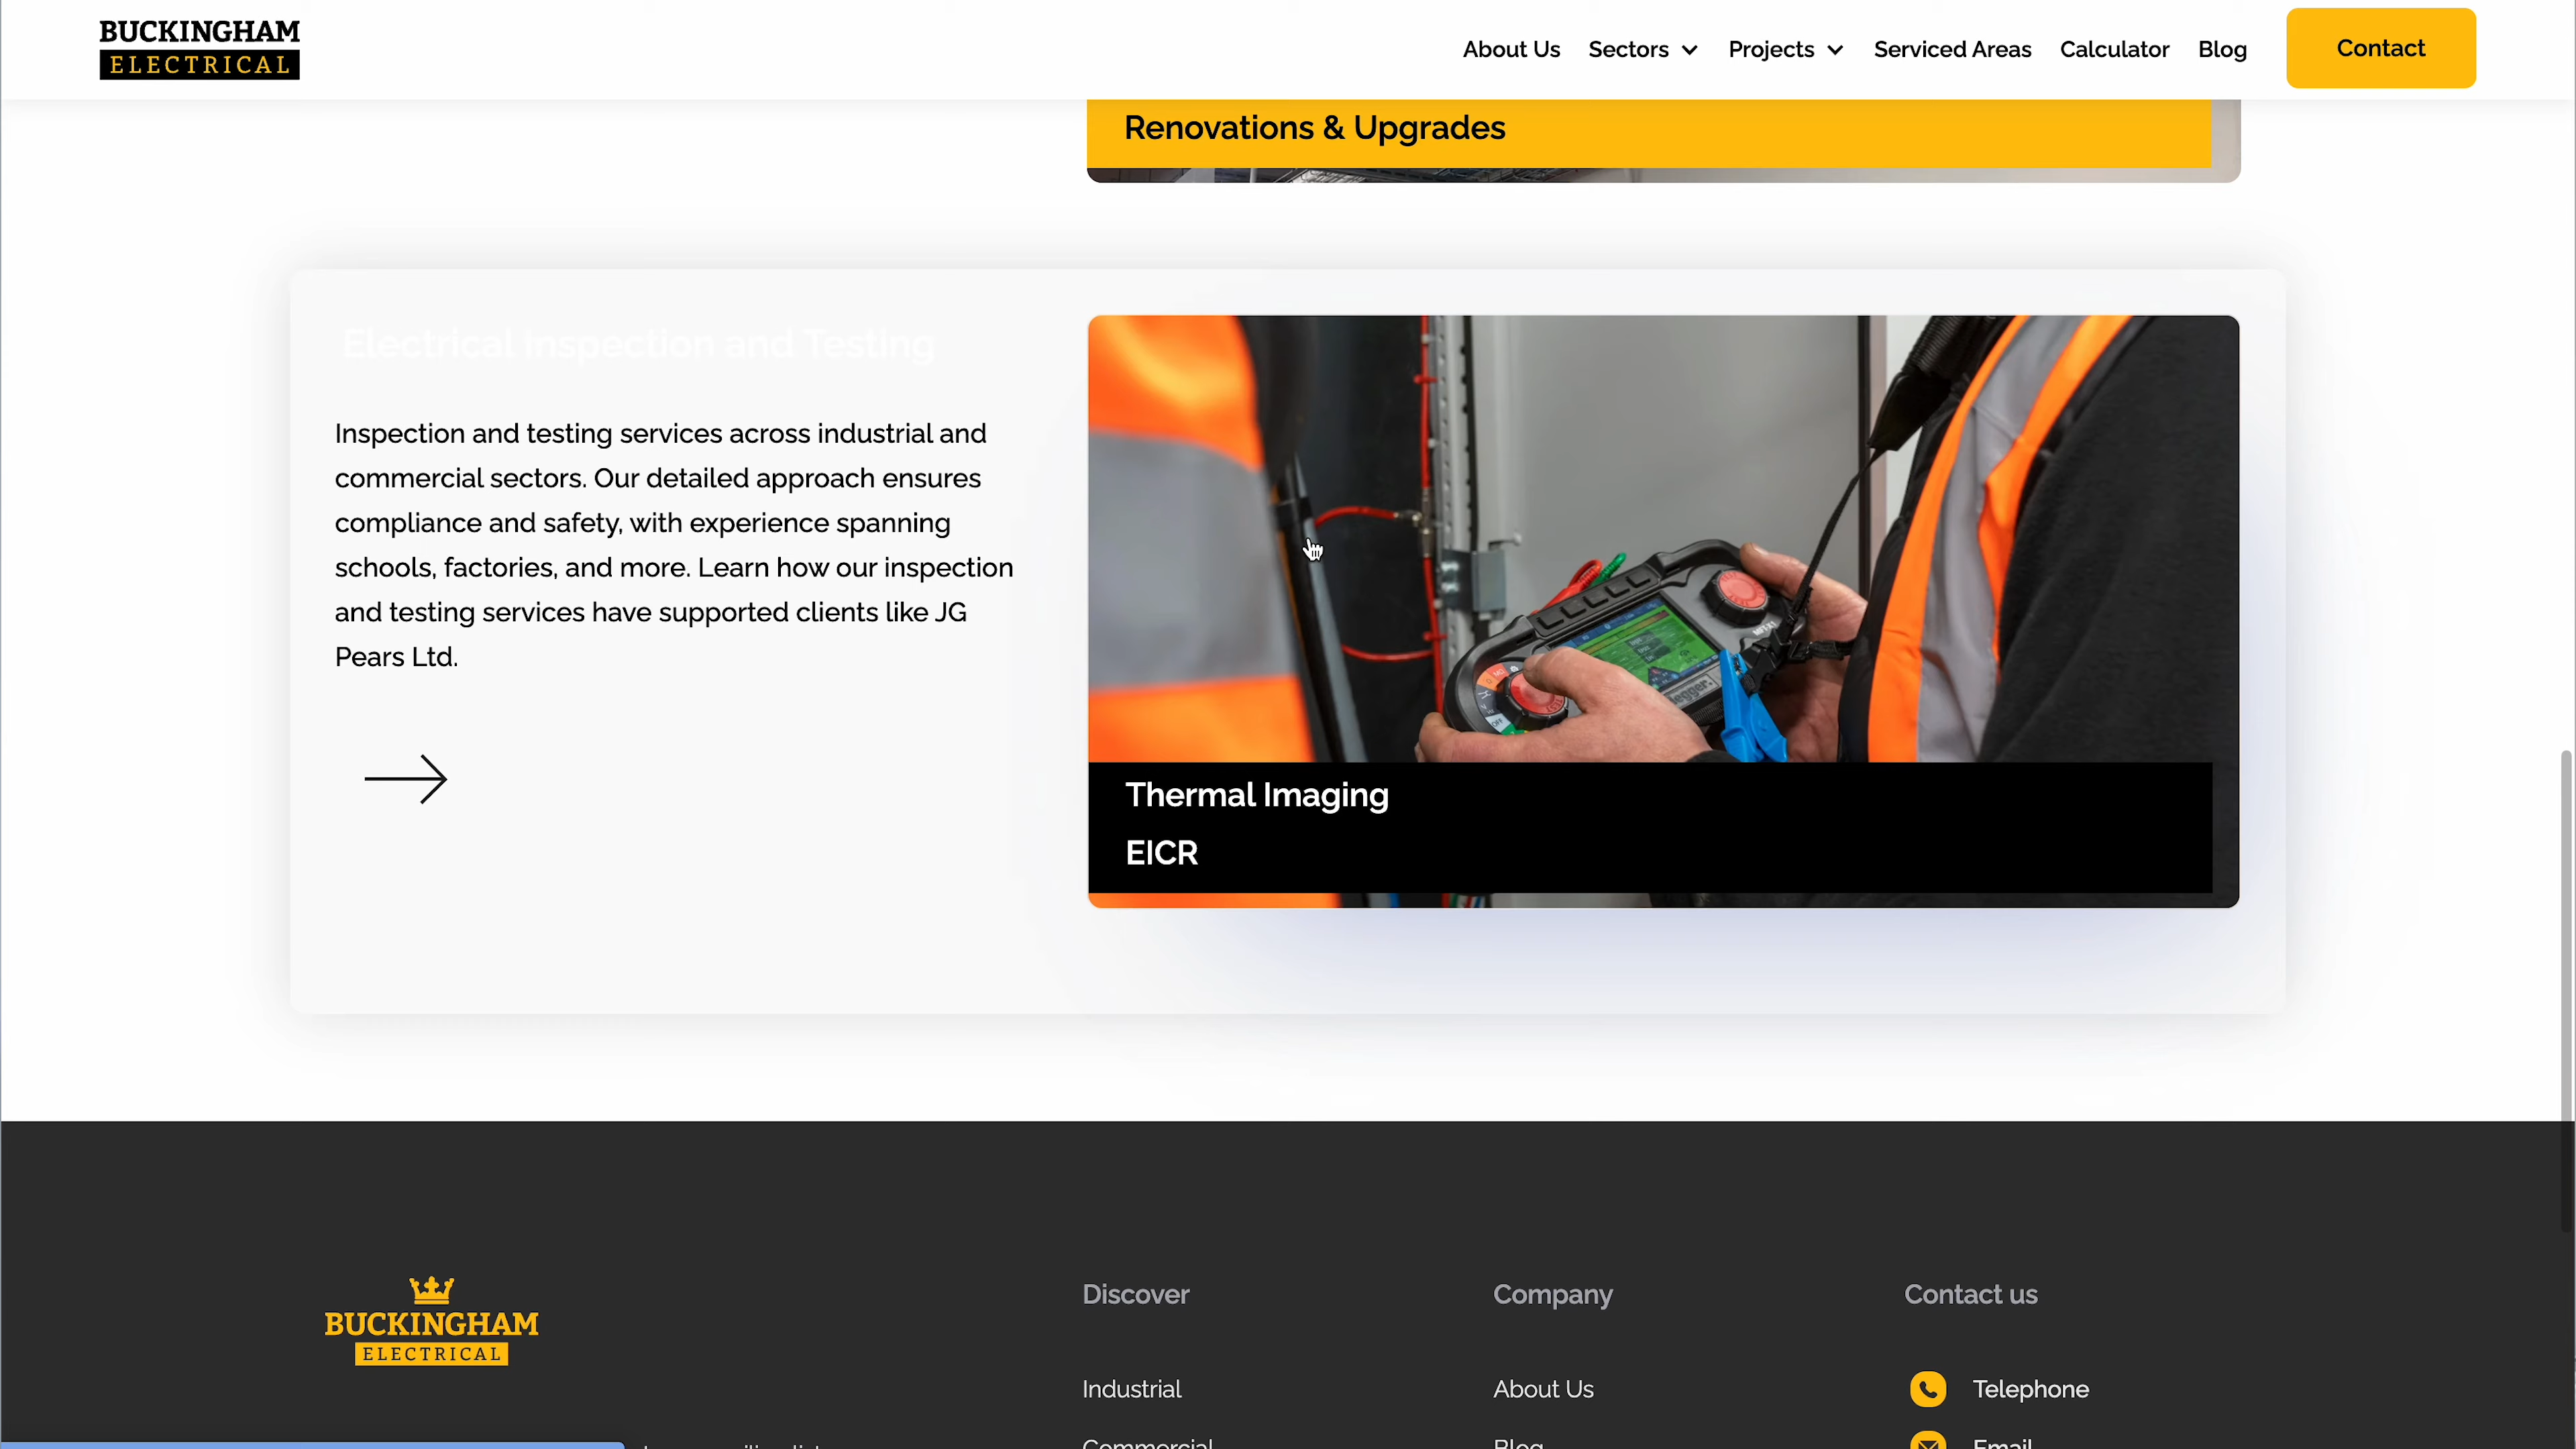 BUCKINGHAM
ELECTRICAL
About Us Sectors Projects Serviced Areas Calculator Blog Contact
Renovations & Upgrades
Electrical Inspection and Testing
Inspection and testing services across industrial and
commercial sectors. Our detailed approach ensures
compliance and safety, with experience spanning
schools, factories, and more. Learn how our inspection
and testing services have supported clients like JG
Pears Ltd.
Thermal Imaging
EICR
BUCKINGHAM
ELECTRICAL
Discover
Industrial
Commercial
Company
About Us
Blog
Contact us
Telephone
Email